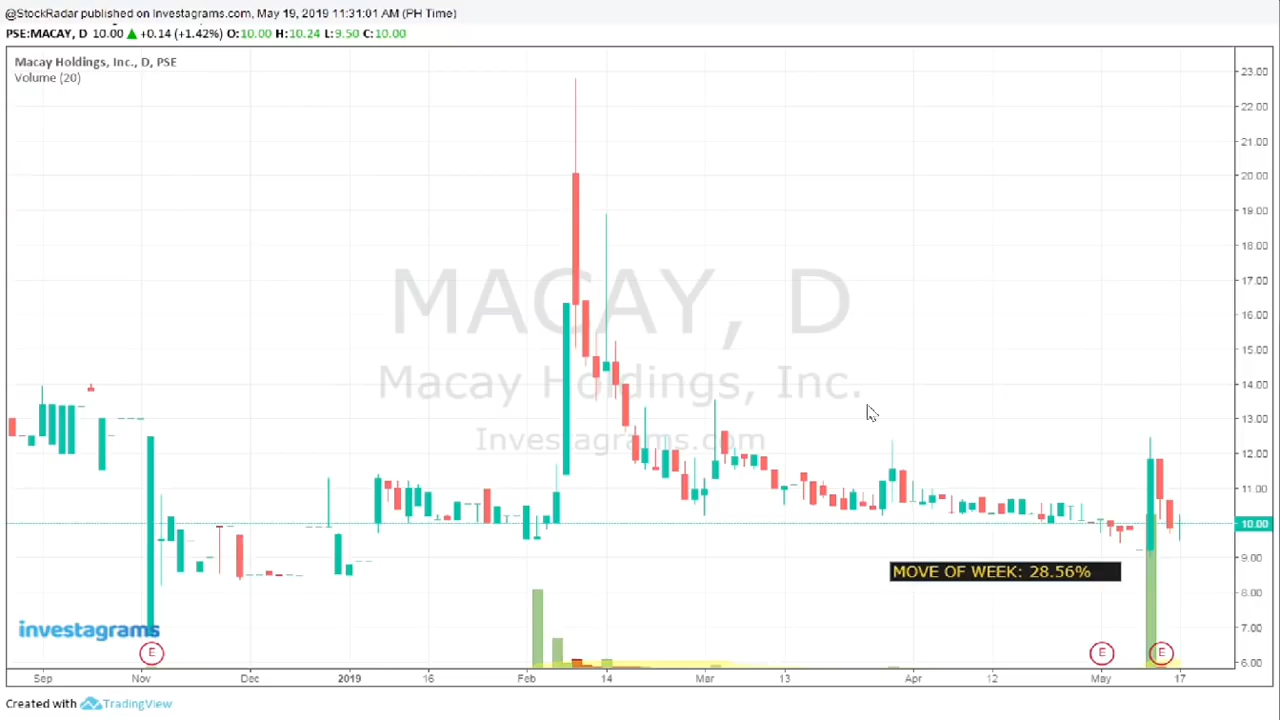 @StockRadar published on Investagrams.com, May 19, 2019 11:31:01 AM (PH Time)
PSE:MACAY, D 10.00 ▲ +0.14 (+1.42%) O:10.00 H:10.24 L:9.50 C:10.00
Macay Holdings, Inc., D, PSE
Volume (20)
23.00
22.00
21.00
20.00
19.00
18.00
17.00
MACAY, D
16.00
15.00
Macay Holdings, Inc.
14.00
13.00
Investagrams.com
12.00
11.00
10.00
9.00
MOVE OF WEEK: 28.56%
8.00
investagrams
7.00
E E E
6.00
Sep Nov Dec 2019 16 Feb 14 Mar 13 Apr 12 May 17
Created with TradingView